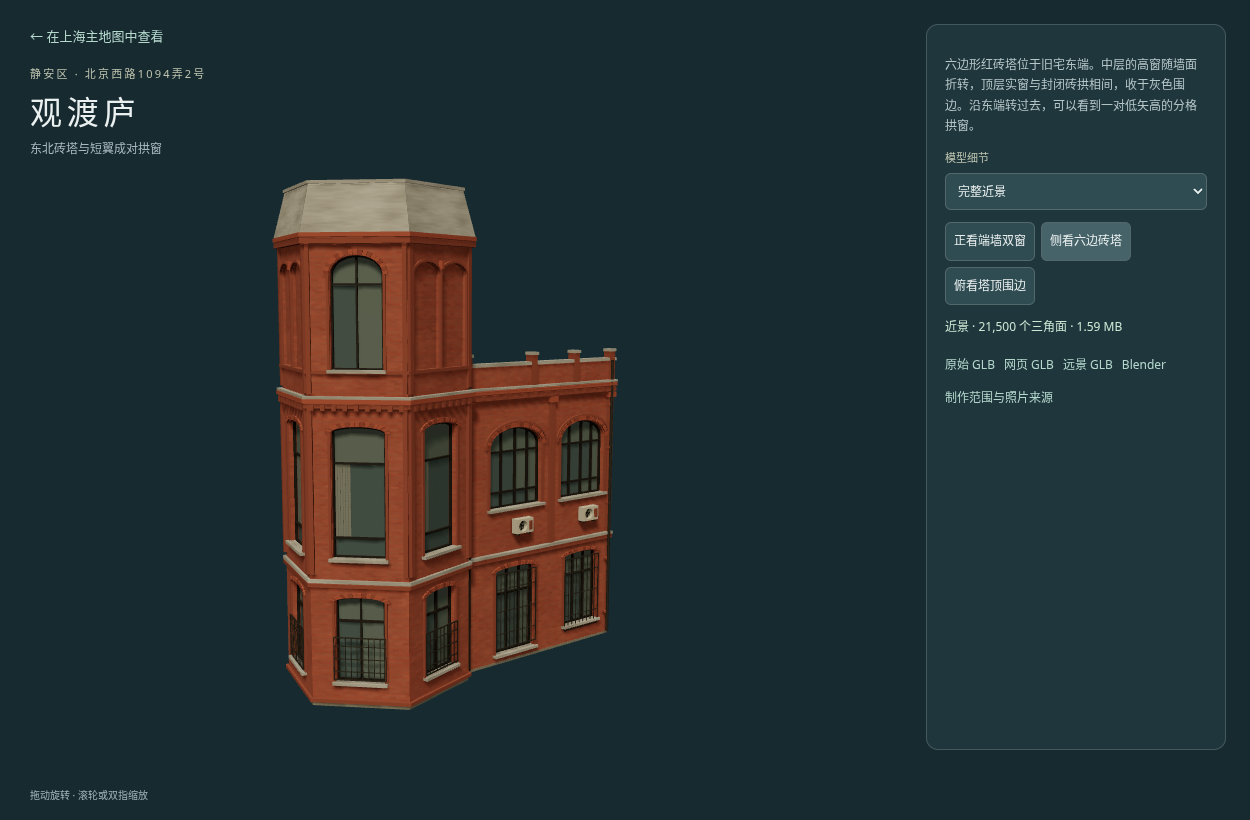 ← 在上海主地图中查看
静安区 · 北京西路1094弄2号
观渡庐
东北砖塔与短翼成对拱窗
六边形红砖塔位于旧宅东端。中层的高窗随墙面
折转，顶层实窗与封闭砖拱相间，收于灰色围
边。沿东端转过去，可以看到一对低矢高的分格
拱窗。
模型细节
完整近景
正看端墙双窗 侧看六边砖塔
俯看塔顶围边
近景 · 21,500 个三角面 · 1.59 MB
原始 GLB 网页 GLB 远景 GLB Blender
制作范围与照片来源
拖动旋转 · 滚轮或双指缩放